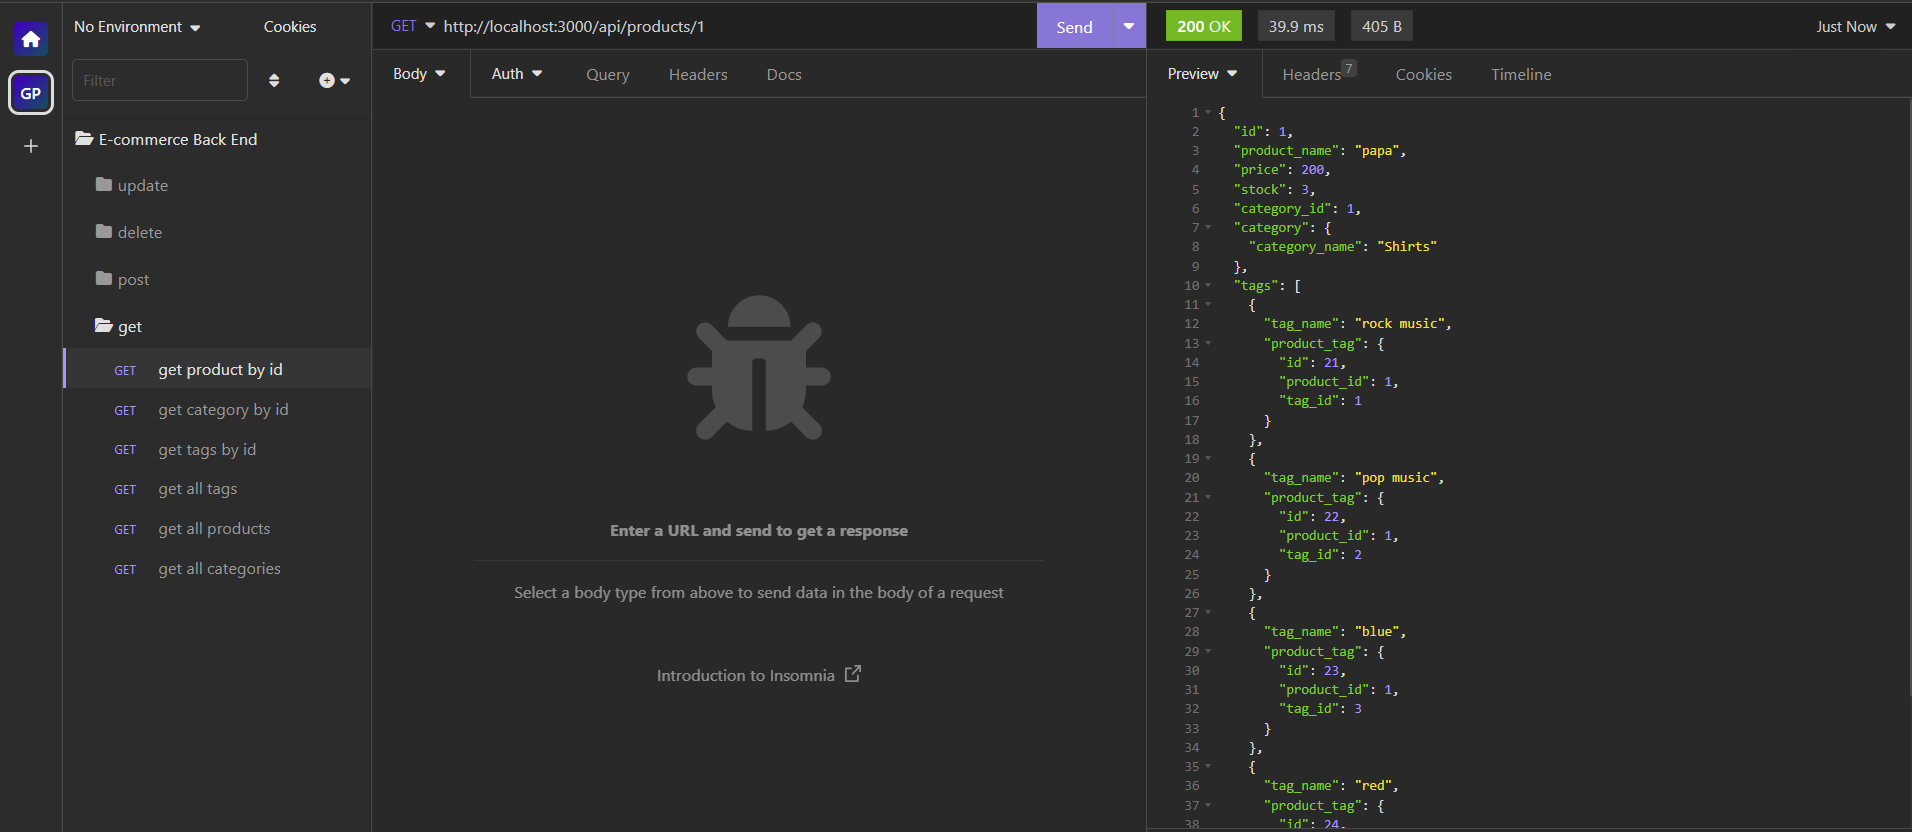 No Environment
Cookies
GP
Filter
E-commerce Back End
update
delete
post
get
GET get product by id
GET get category by id
GET get tags by id
GET get all tags
GET get all products
GET get all categories
GET http://localhost:3000/api/products/1
Send
Body
Auth
Query
Headers
Docs
Enter a URL and send to get a response
Select a body type from above to send data in the body of a request
Introduction to Insomnia
200 OK
39.9 ms
405 B
Just Now
Preview
Headers 7
Cookies
Timeline
1 {
2 "id": 1,
3 "product_name": "papa",
4 "price": 200,
5 "stock": 3,
6 "category_id": 1,
7 "category": {
8 "category_name": "Shirts"
9 },
10 "tags": [
11 {
12 "tag_name": "rock music",
13 "product_tag": {
14 "id": 21,
15 "product_id": 1,
16 "tag_id": 1
17 }
18 },
19 {
20 "tag_name": "pop music",
21 "product_tag": {
22 "id": 22,
23 "product_id": 1,
24 "tag_id": 2
25 }
26 },
27 {
28 "tag_name": "blue",
29 "product_tag": {
30 "id": 23,
31 "product_id": 1,
32 "tag_id": 3
33 }
34 },
35 {
36 "tag_name": "red",
37 "product_tag": {
38 "id": 24,